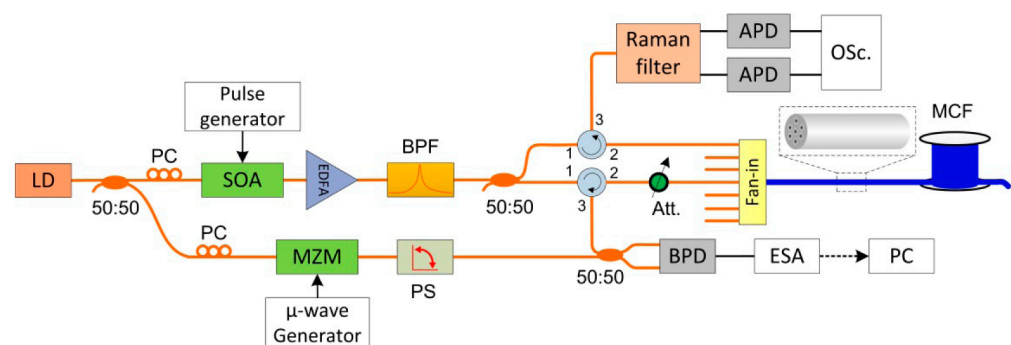 LD
50:50
PC
Pulse
generator
SOA
EDFA
BPF
50:50
1
2
3
1
2
3
Raman
filter
APD
APD
OSc.
Att.
Fan-in
MCF
PC
MZM
μ-wave
Generator
PS
50:50
BPD
ESA
PC